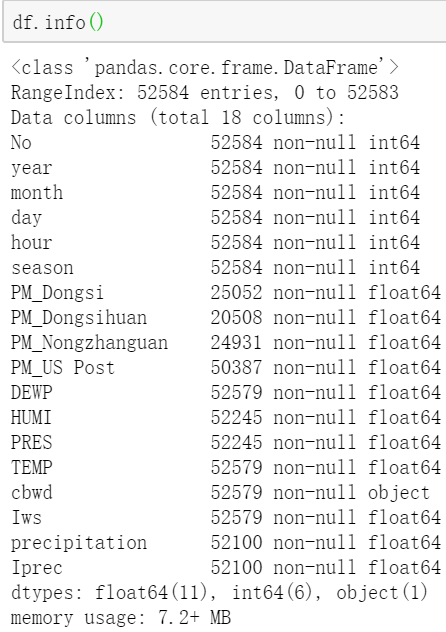 df.info()
<class 'pandas.core.frame.DataFrame'>
RangeIndex: 52584 entries, 0 to 52583
Data columns (total 18 columns):
No                52584 non-null int64
year              52584 non-null int64
month             52584 non-null int64
day               52584 non-null int64
hour              52584 non-null int64
season            52584 non-null int64
PM_Dongsi         25052 non-null float64
PM_Dongsihuan     20508 non-null float64
PM_Nongzhanguan   24931 non-null float64
PM_US Post        50387 non-null float64
DEWP              52579 non-null float64
HUMI              52245 non-null float64
PRES              52245 non-null float64
TEMP              52579 non-null float64
cbwd              52579 non-null object
Iws               52579 non-null float64
precipitation     52100 non-null float64
Iprec             52100 non-null float64
dtypes: float64(11), int64(6), object(1)
memory usage: 7.2+ MB